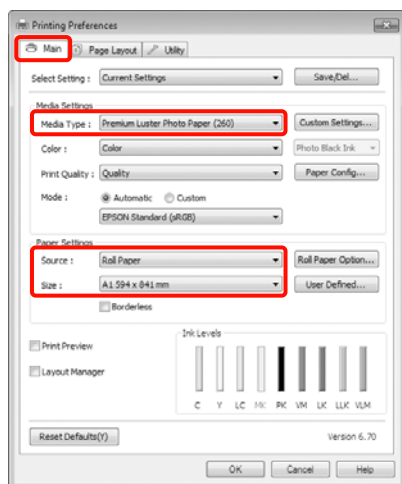 Printing Preferences
Main Page Layout Utility
Select Setting : Current Settings Save/Del...
Media Settings
Media Type : Premium Luster Photo Paper (260) Custom Settings...
Color : Color Photo Black Ink
Print Quality : Quality Paper Config...
Mode : Automatic Custom
EPSON Standard (sRGB)
Paper Settings
Source : Roll Paper Roll Paper Option...
Size : A1 594 x 841 mm User Defined...
Borderless
Ink Levels
Print Preview
Layout Manager
C Y LC MK PK VM LK LLK VLM
Reset Defaults(Y) Version 6.70
OK Cancel Help